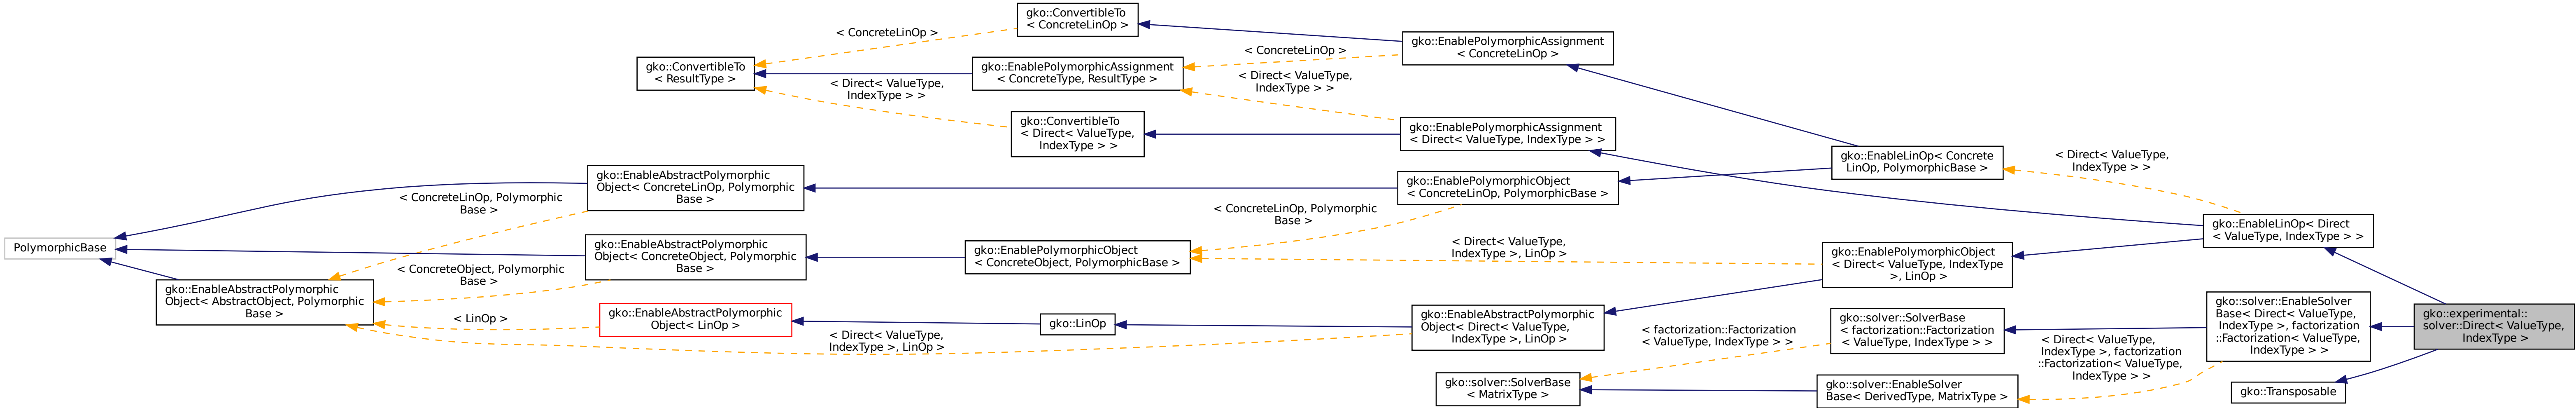 gko::ConvertibleTo
< ConcreteLinOp >
< ConcreteLinOp >
gko::EnablePolymorphicAssignment
< ConcreteLinOp >
< ConcreteLinOp >
gko::ConvertibleTo
< ResultType >
gko::EnablePolymorphicAssignment
< ConcreteType, ResultType >
< Direct< ValueType,
IndexType > >
< Direct< ValueType,
IndexType > >
gko::ConvertibleTo
< Direct< ValueType,
IndexType > >
gko::EnablePolymorphicAssignment
< Direct< ValueType, IndexType > >
gko::EnableLinOp< Concrete
LinOp, PolymorphicBase >
< Direct< ValueType,
IndexType > >
gko::EnableAbstractPolymorphic
Object< ConcreteLinOp, Polymorphic
Base >
gko::EnablePolymorphicObject
< ConcreteLinOp, PolymorphicBase >
< ConcreteLinOp, Polymorphic
Base >
< ConcreteLinOp, Polymorphic
Base >
gko::EnableLinOp< Direct
< ValueType, IndexType > >
PolymorphicBase
gko::EnableAbstractPolymorphic
Object< ConcreteObject, Polymorphic
Base >
gko::EnablePolymorphicObject
< ConcreteObject, PolymorphicBase >
< Direct< ValueType,
IndexType >, LinOp >
gko::EnablePolymorphicObject
< Direct< ValueType, IndexType
>, LinOp >
< ConcreteObject, Polymorphic
Base >
gko::EnableAbstractPolymorphic
Object< AbstractObject, Polymorphic
Base >
< LinOp >
gko::EnableAbstractPolymorphic
Object< LinOp >
gko::LinOp
gko::EnableAbstractPolymorphic
Object< Direct< ValueType,
IndexType >, LinOp >
< Direct< ValueType,
IndexType >, LinOp >
< factorization::Factorization
< ValueType, IndexType > >
gko::solver::SolverBase
< factorization::Factorization
< ValueType, IndexType > >
gko::solver::EnableSolver
Base< Direct< ValueType,
IndexType >, factorization
::Factorization< ValueType,
IndexType > >
gko::experimental::
solver::Direct< ValueType,
IndexType >
< Direct< ValueType,
IndexType >, factorization
::Factorization< ValueType,
IndexType > >
gko::solver::SolverBase
< MatrixType >
gko::solver::EnableSolver
Base< DerivedType, MatrixType >
gko::Transposable